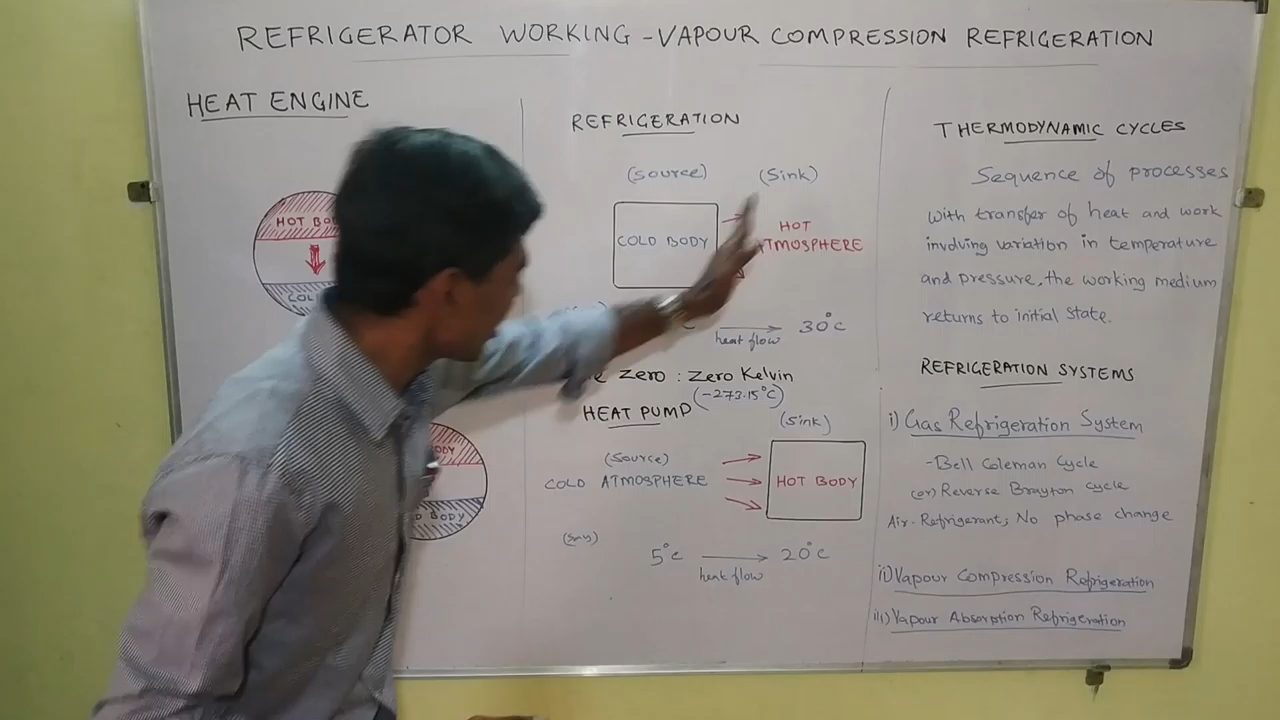 REFRIGERATOR WORKING - VAPOUR COMPRESSION REFRIGERATION
HEAT ENGINE
HOT
REFRIGERATION
(Source)
(Sink)
COLD BODY
HOT
ATMOSPHERE
30°C
heat flow
Zero : Zero Kelvin
(-273.15°C)
HEAT PUMP
(Sink)
(Source)
COLD ATMOSPHERE
HOT BODY
BODY
(Say)
5°C
20°C
heat flow
THERMODYNAMIC CYCLES
Sequence of processes
with transfer of heat and work
involving variation in temperature
and pressure, the working medium
returns to initial state.
REFRIGERATION SYSTEMS
i) Gas Refrigeration System
- Bell Coleman Cycle
(or) Reverse Brayton cycle
Air - Refrigerant; No phase change
ii) Vapour Compression Refrigeration
iii) Vapour Absorption Refrigeration